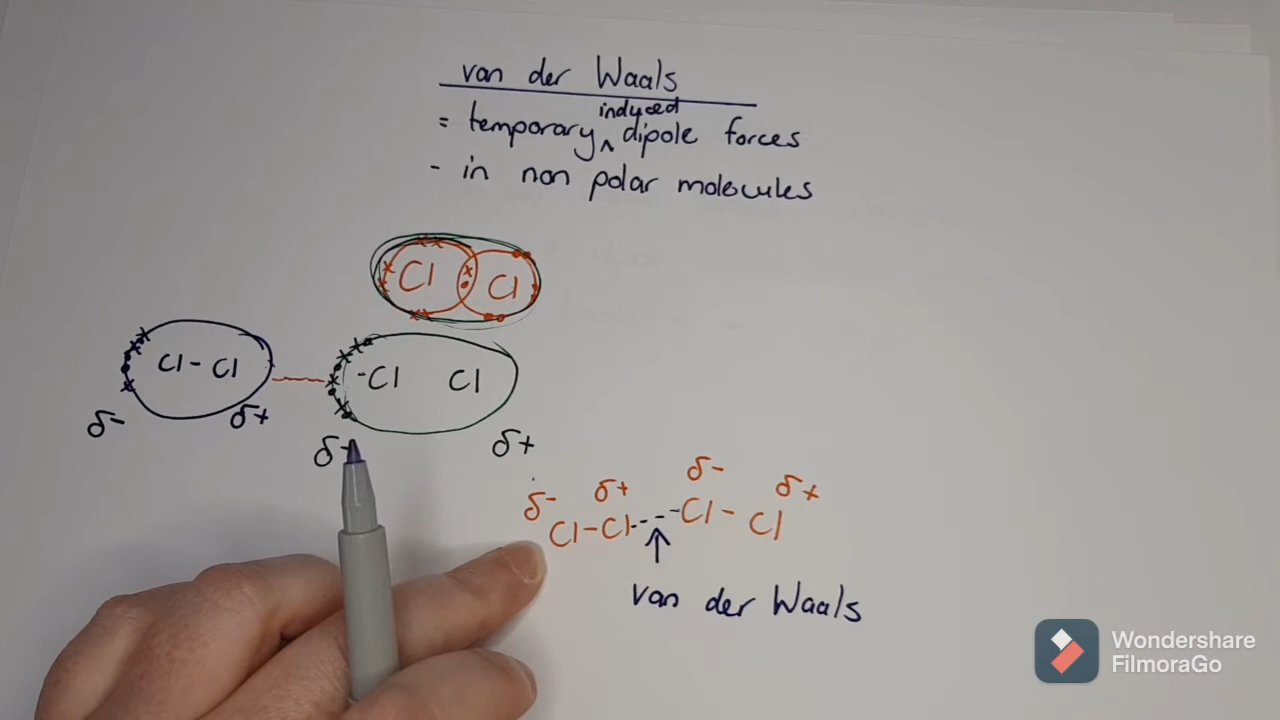 van der Waals
induced
= temporary ^ dipole forces
- in non polar molecules
Cl Cl
Cl - Cl
-Cl Cl
δ- δ+
δ+
δ- δ+ δ- δ+
Cl-Cl-----Cl - Cl
van der Waals
Wondershare
FilmoraGo